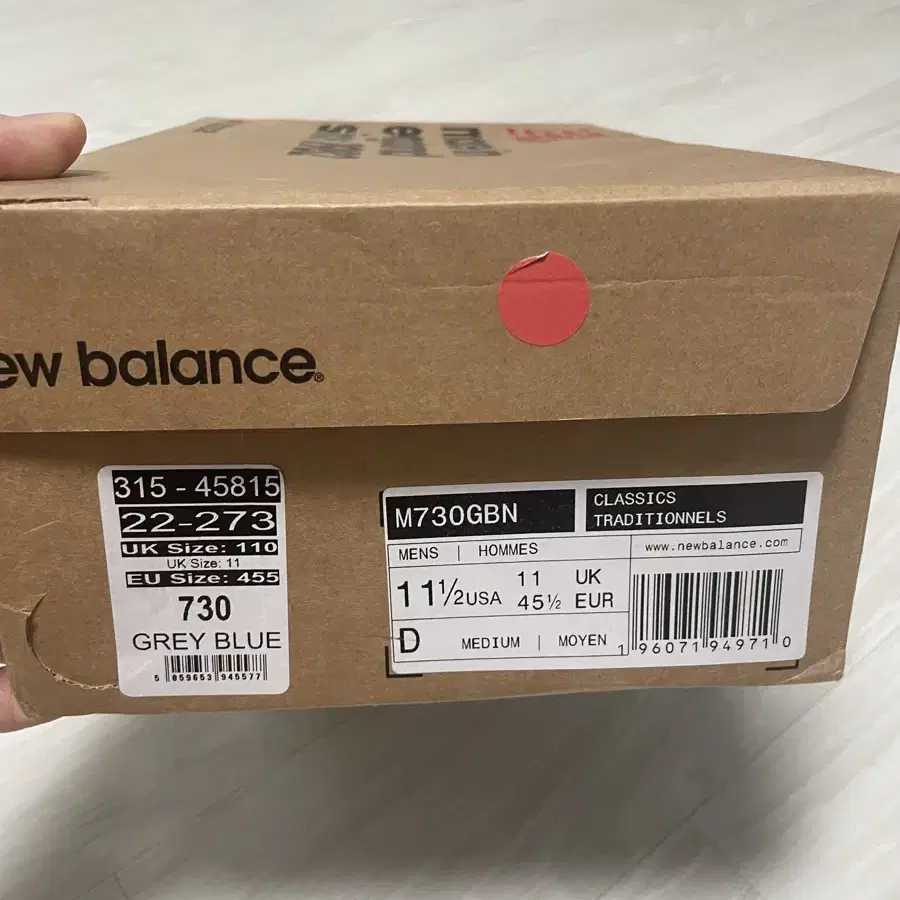 ew balance®
315 - 45815
22-273
UK Size: 110
UK Size: 11
EU Size: 455
730
GREY BLUE
5 059653 945577
M730GBN
CLASSICS
TRADITIONNELS
MENS | HOMMES
www.newbalance.com
11½ USA 11 UK
45½ EUR
D MEDIUM | MOYEN
1 96071 94971 0